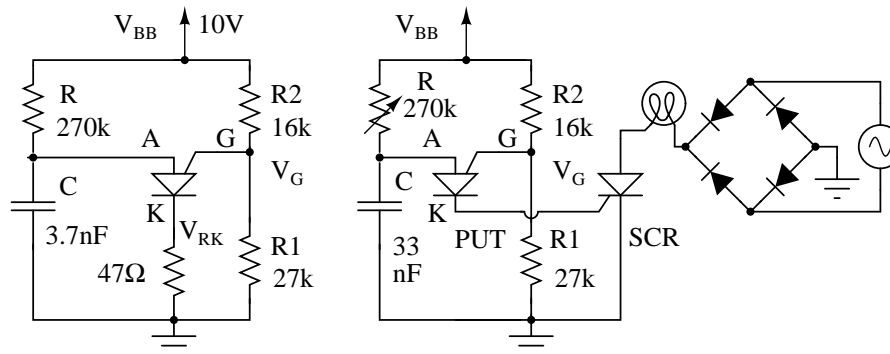 V_BB 10V
R
270k
R2
16k
A
G
V_G
C
K
V_RK
3.7nF
47Ω
R1
27k
V_BB
R
270k
R2
16k
A
G
V_G
C
K
33
nF
PUT
R1
27k
SCR